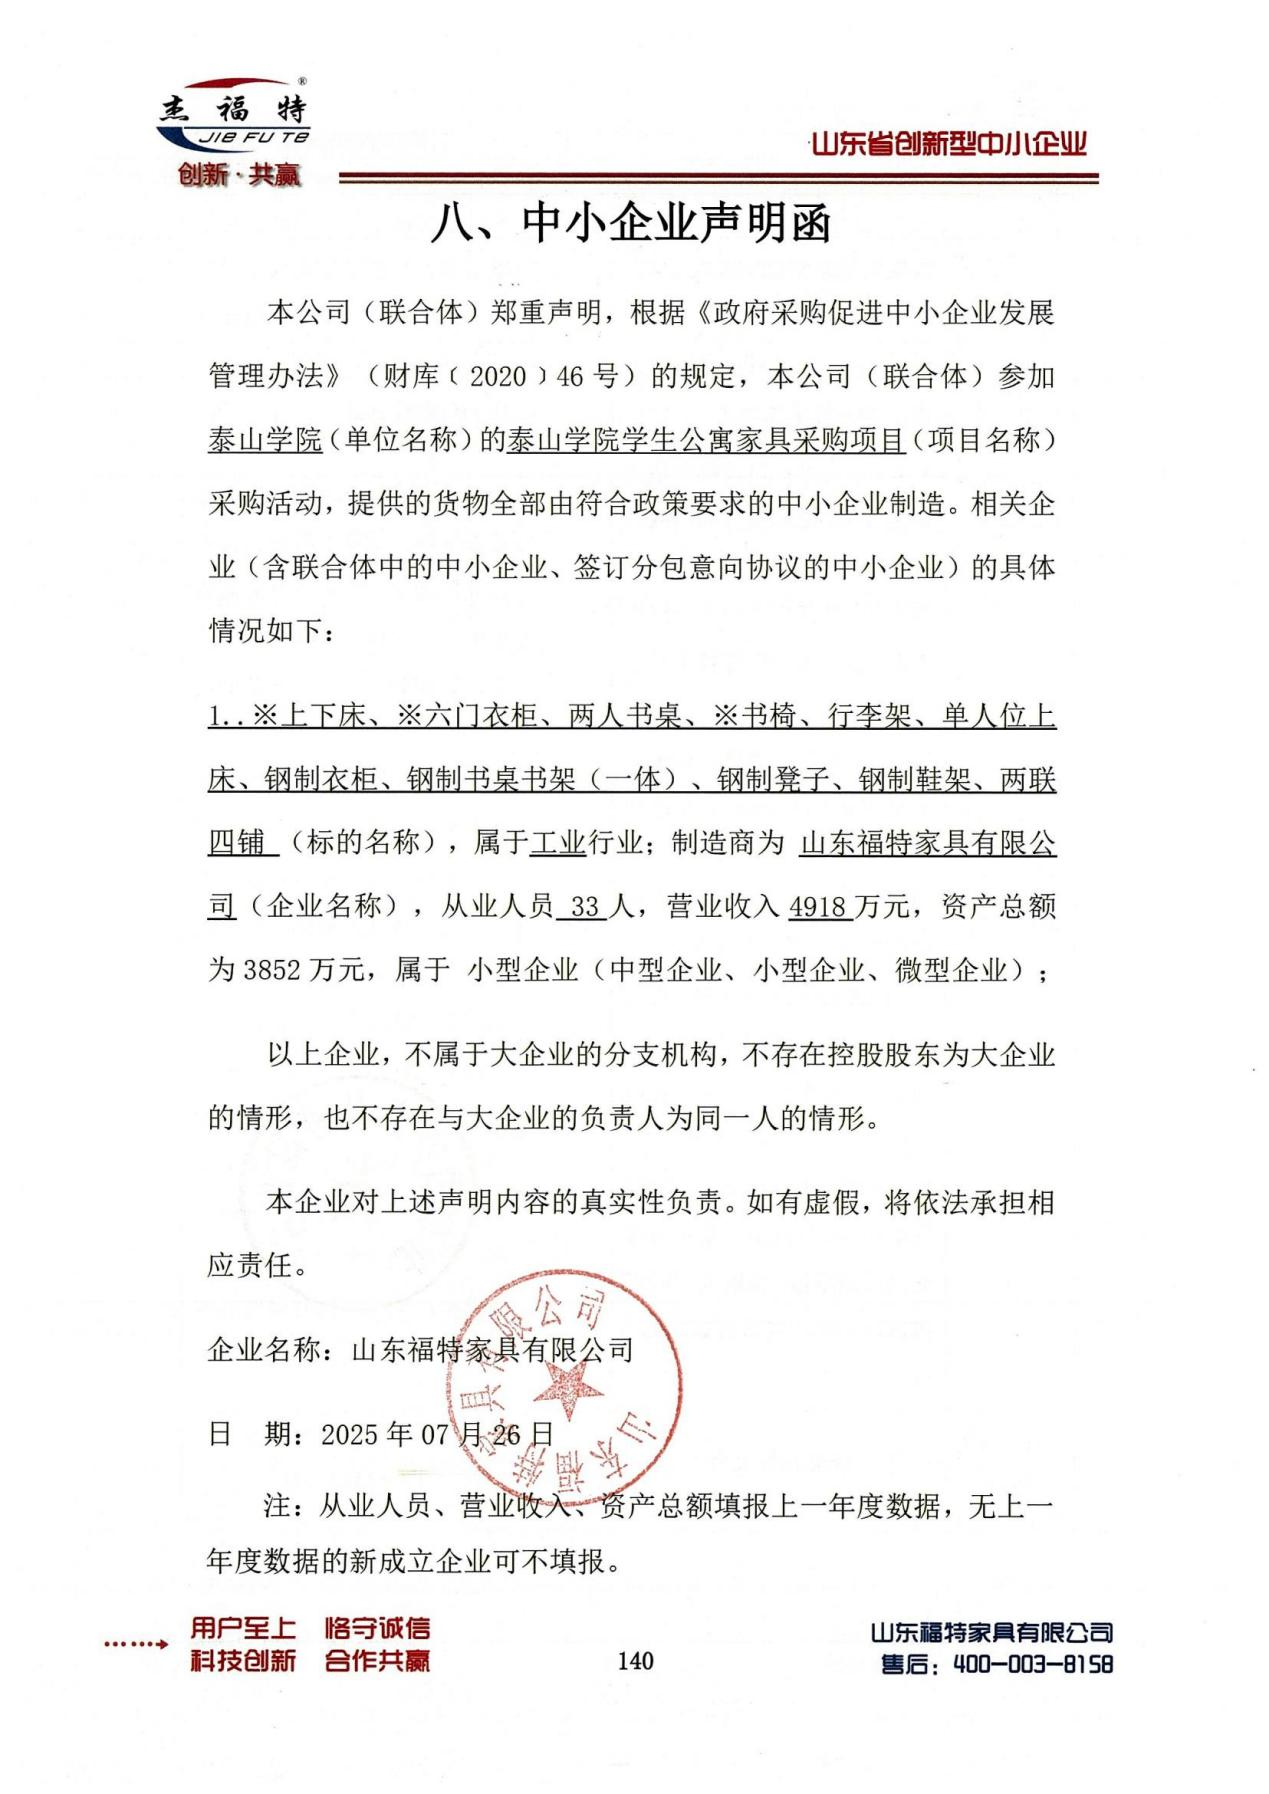 杰福特®
JIE FU TE
创新·共赢
山东省创新型中小企业
八、中小企业声明函
本公司（联合体）郑重声明，根据《政府采购促进中小企业发展
管理办法》（财库﹝2020﹞46 号）的规定，本公司（联合体）参加
泰山学院（单位名称）的泰山学院学生公寓家具采购项目（项目名称）
采购活动，提供的货物全部由符合政策要求的中小企业制造。相关企
业（含联合体中的中小企业、签订分包意向协议的中小企业）的具体
情况如下：
1..※上下床、※六门衣柜、两人书桌、※书椅、行李架、单人位上
床、钢制衣柜、钢制书桌书架（一体）、钢制凳子、钢制鞋架、两联
四铺 （标的名称），属于工业行业；制造商为 山东福特家具有限公
司（企业名称），从业人员 33 人，营业收入 4918 万元，资产总额
为 3852 万元，属于 小型企业（中型企业、小型企业、微型企业）；
以上企业，不属于大企业的分支机构，不存在控股股东为大企业
的情形，也不存在与大企业的负责人为同一人的情形。
本企业对上述声明内容的真实性负责。如有虚假，将依法承担相
应责任。
企业名称：山东福特家具有限公司
日 期：2025 年 07 月 26 日
山东福特家具有限公司
注：从业人员、营业收入、资产总额填报上一年度数据，无上一
年度数据的新成立企业可不填报。
用户至上 恪守诚信
科技创新 合作共赢
140
山东福特家具有限公司
售后：400-003-8158